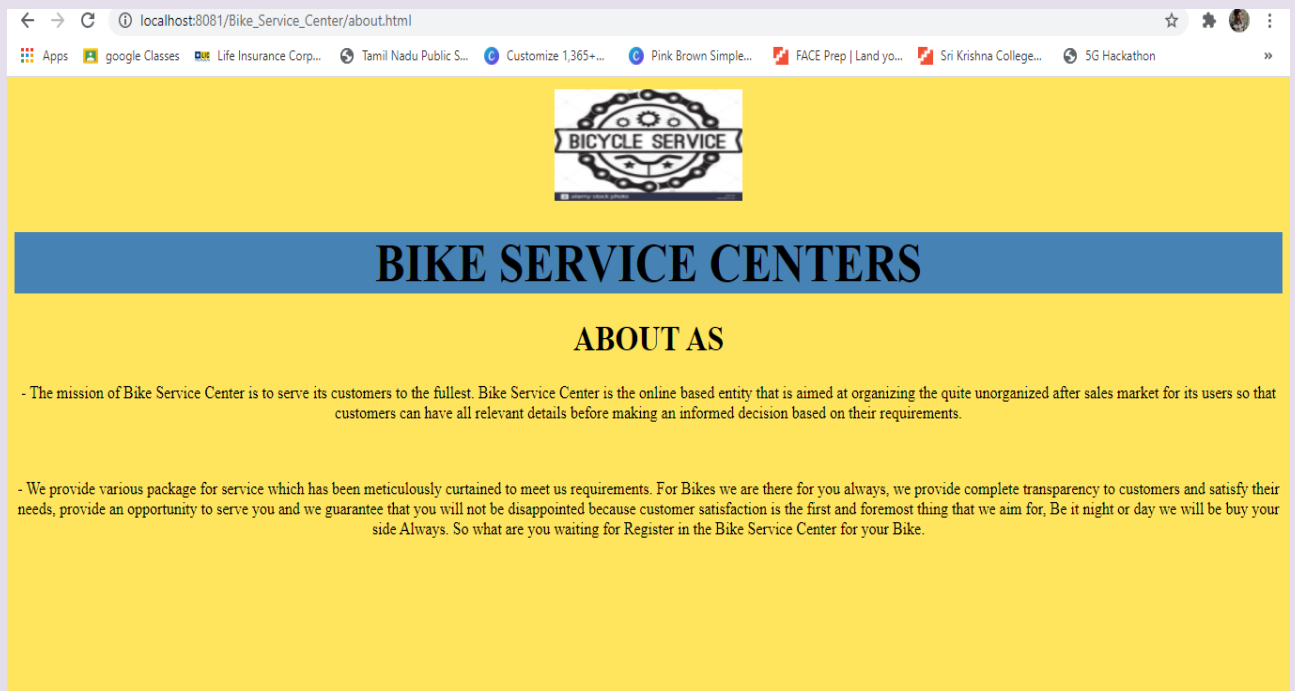 localhost:8081/Bike_Service_Center/about.html
Apps google Classes Life Insurance Corp... Tamil Nadu Public S... Customize 1,365+... Pink Brown Simple... FACE Prep | Land yo... Sri Krishna College... 5G Hackathon »
BICYCLE SERVICE
alamy stock photo
BIKE SERVICE CENTERS
ABOUT AS
- The mission of Bike Service Center is to serve its customers to the fullest. Bike Service Center is the online based entity that is aimed at organizing the quite unorganized after sales market for its users so that
customers can have all relevant details before making an informed decision based on their requirements.
- We provide various package for service which has been meticulously curtained to meet us requirements. For Bikes we are there for you always, we provide complete transparency to customers and satisfy their
needs, provide an opportunity to serve you and we guarantee that you will not be disappointed because customer satisfaction is the first and foremost thing that we aim for, Be it night or day we will be buy your
side Always. So what are you waiting for Register in the Bike Service Center for your Bike.